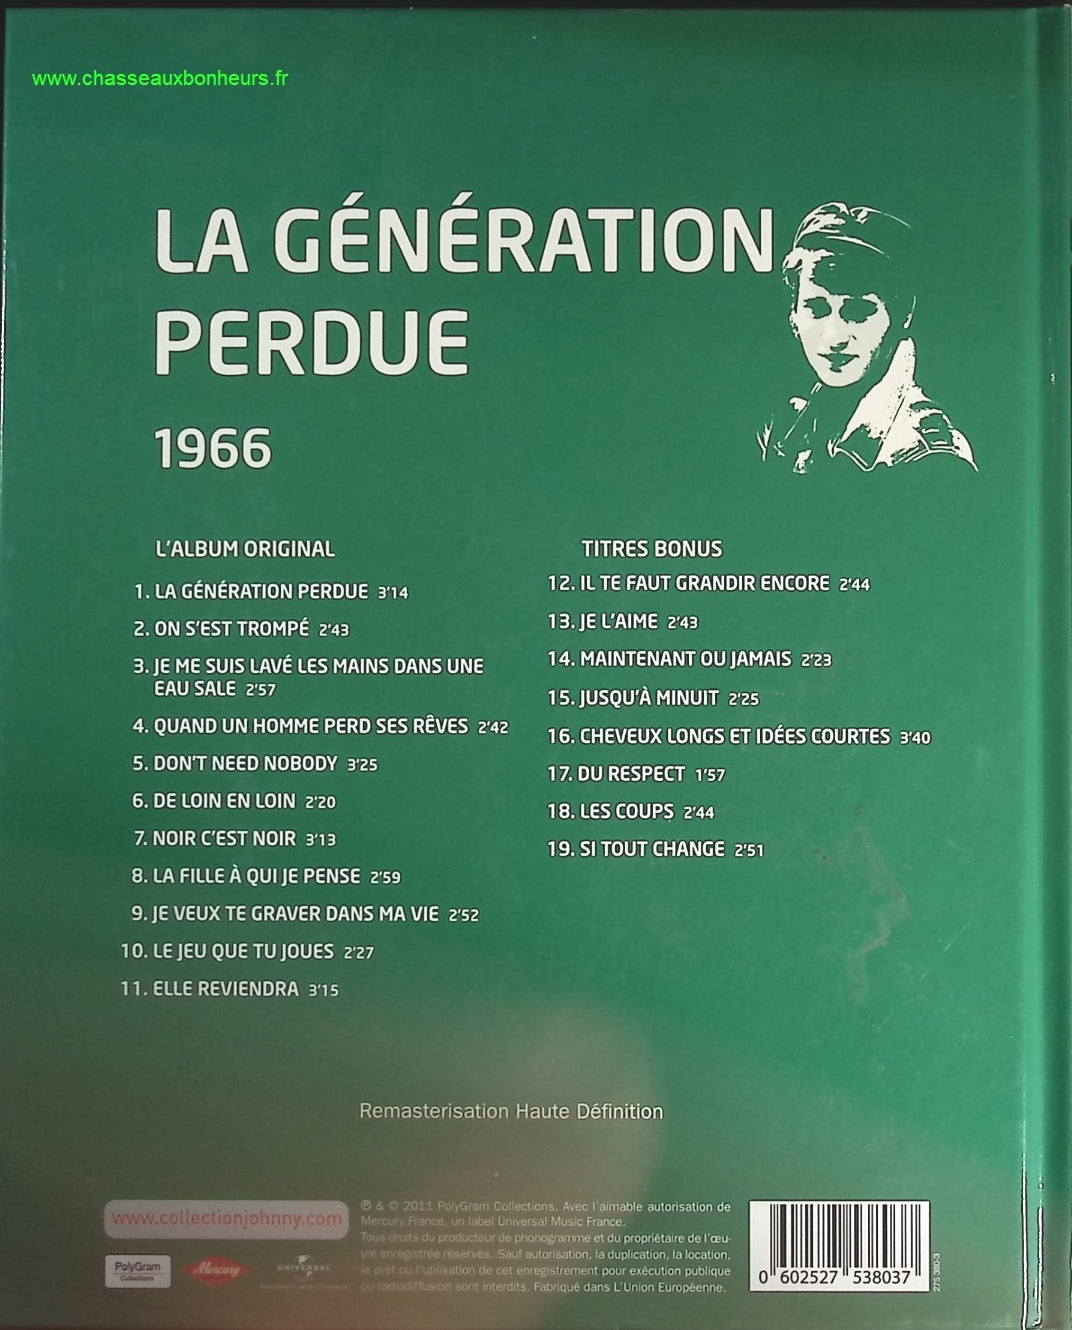 www.chasseauxbonheurs.fr
LA GÉNÉRATION
PERDUE
1966
L'ALBUM ORIGINAL
1. LA GÉNÉRATION PERDUE 3'14
2. ON S'EST TROMPÉ 2'43
3. JE ME SUIS LAVÉ LES MAINS DANS UNE
EAU SALE 2'57
4. QUAND UN HOMME PERD SES RÊVES 2'42
5. DON'T NEED NOBODY 3'25
6. DE LOIN EN LOIN 2'20
7. NOIR C'EST NOIR 3'13
8. LA FILLE À QUI JE PENSE 2'59
9. JE VEUX TE GRAVER DANS MA VIE 2'52
10. LE JEU QUE TU JOUES 2'27
11. ELLE REVIENDRA 3'15
TITRES BONUS
12. IL TE FAUT GRANDIR ENCORE 2'44
13. JE L'AIME 2'43
14. MAINTENANT OU JAMAIS 2'23
15. JUSQU'À MINUIT 2'25
16. CHEVEUX LONGS ET IDÉES COURTES 3'40
17. DU RESPECT 1'57
18. LES COUPS 2'44
19. SI TOUT CHANGE 2'51
Remasterisation Haute Définition
www.collectionjohnny.com
PolyGram
Collections
Mercury
UNIVERSAL
℗ & © 2011 PolyGram Collections. Avec l'aimable autorisation de
Mercury France, un label Universal Music France.
Tous droits du producteur de phonogramme et du propriétaire de l'œu-
vre enregistrée réservés. Sauf autorisation, la duplication, la location,
le prêt ou l'utilisation de cet enregistrement pour exécution publique
ou radiodiffusion sont interdits. Fabriqué dans L'Union Européenne.
0 602527 538037
275 380-3